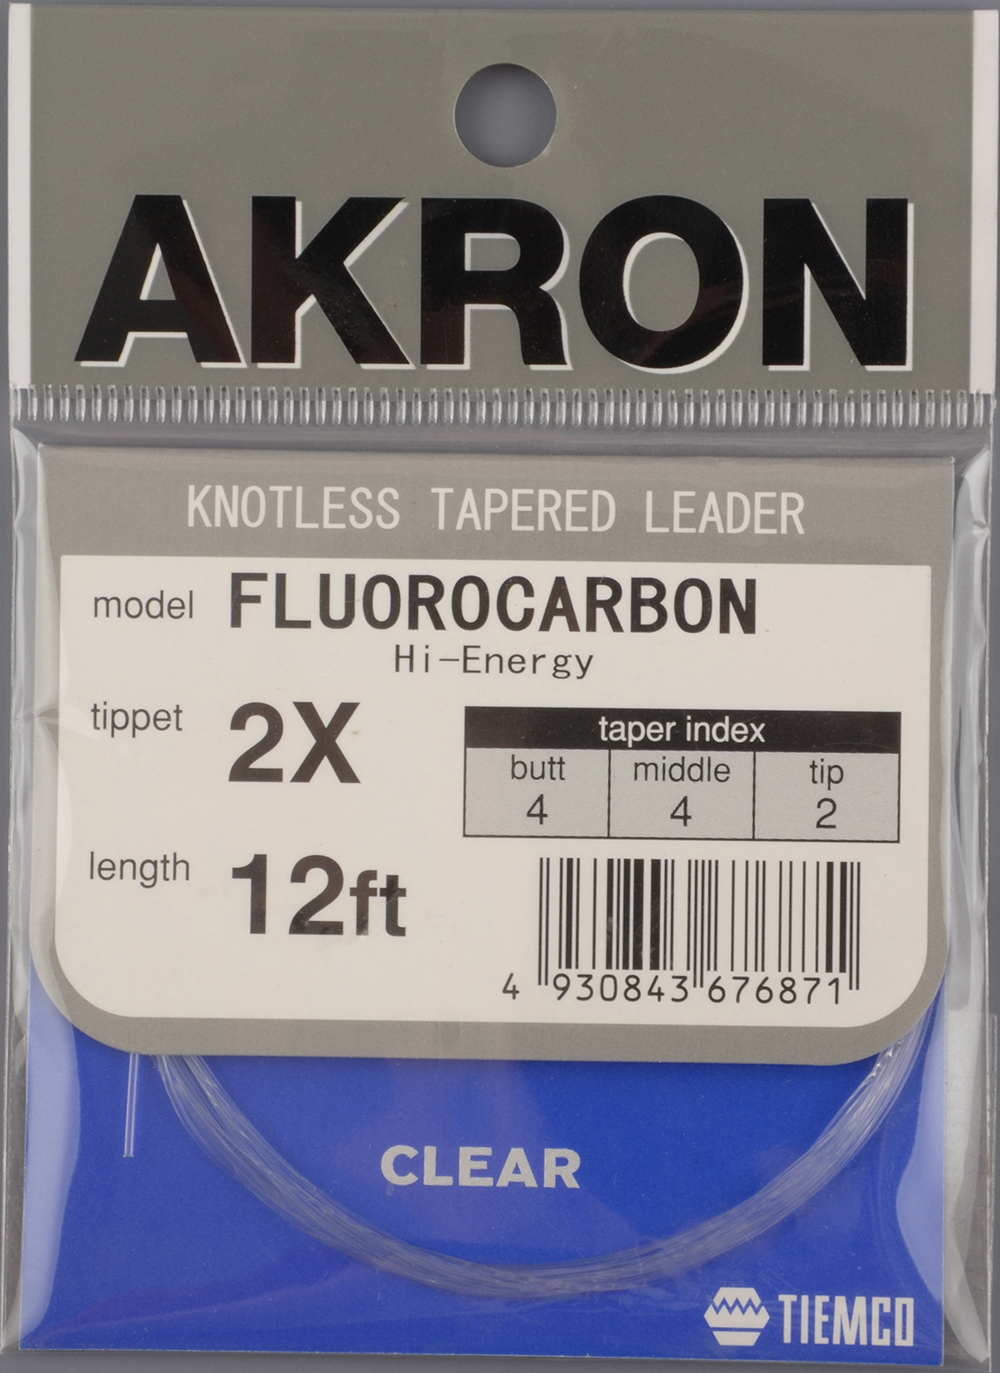 AKRON
KNOTLESS TAPERED LEADER
model FLUOROCARBON
Hi-Energy
tippet 2X
taper index
butt middle tip
4 4 2
length 12ft
4 930843 676871
CLEAR
TIEMCO